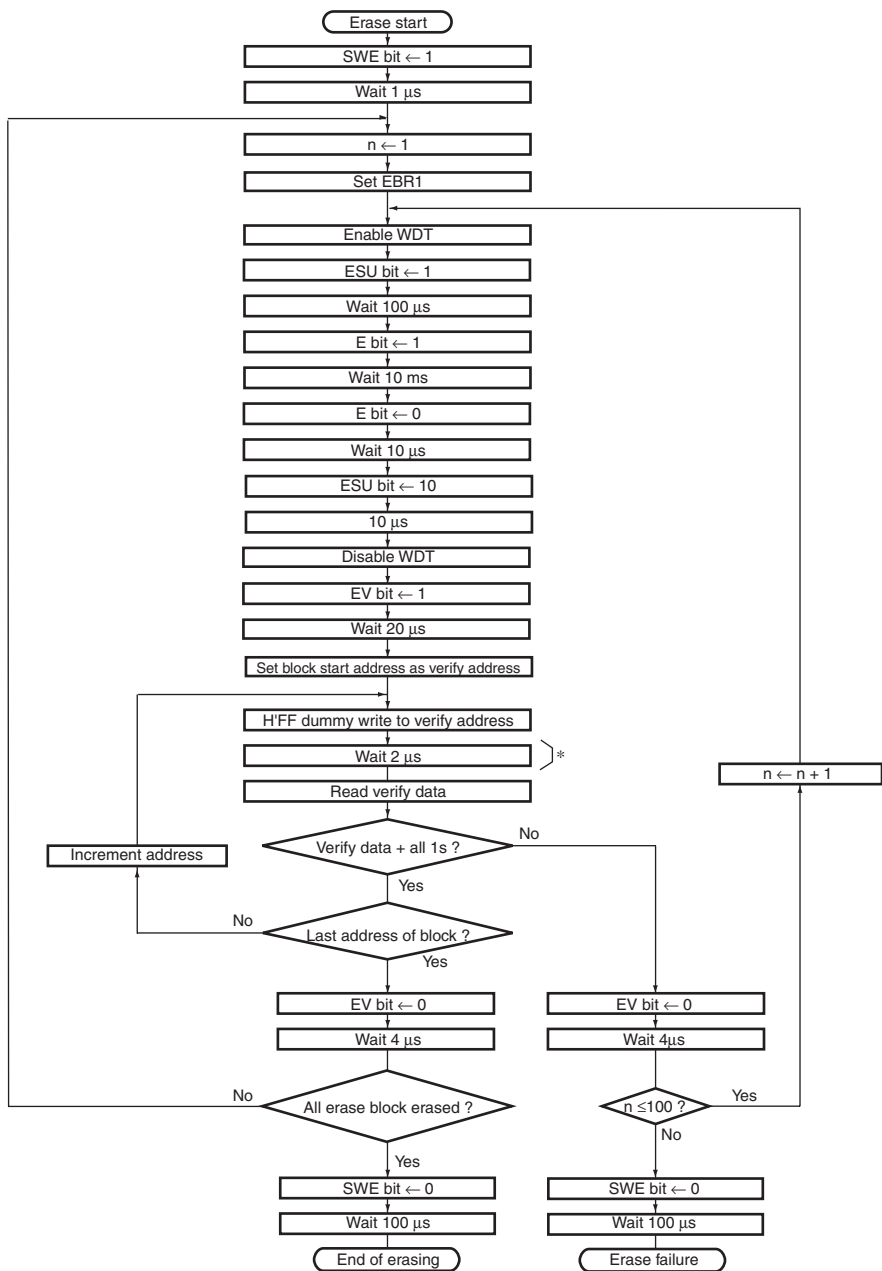 Erase start
SWE bit ← 1
Wait 1 μs
n ← 1
Set EBR1
Enable WDT
ESU bit ← 1
Wait 100 μs
E bit ← 1
Wait 10 ms
E bit ← 0
Wait 10 μs
ESU bit ← 10
10 μs
Disable WDT
EV bit ← 1
Wait 20 μs
Set block start address as verify address
H'FF dummy write to verify address
Wait 2 μs
*
n ← n + 1
Read verify data
No
Verify data + all 1s ?
Increment address
Yes
No
Last address of block ?
Yes
EV bit ← 0
EV bit ← 0
Wait 4 μs
Wait 4μs
No
All erase block erased ?
n ≤100 ?
Yes
Yes
No
SWE bit ← 0
SWE bit ← 0
Wait 100 μs
Wait 100 μs
End of erasing
Erase failure